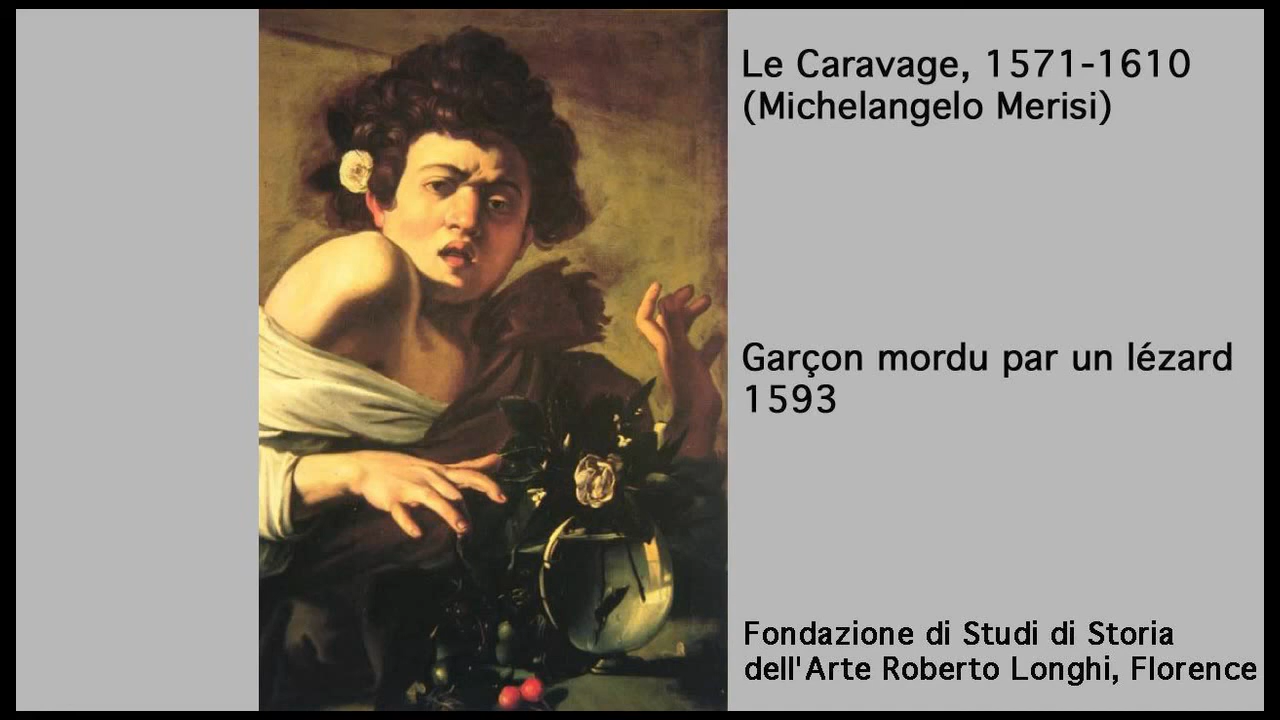 Le Caravage, 1571-1610
(Michelangelo Merisi)
Garçon mordu par un lézard
1593
Fondazione di Studi di Storia
dell'Arte Roberto Longhi, Florence